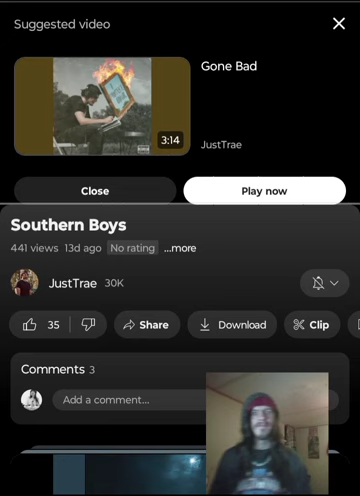 Suggested video
Gone Bad
3:14
JustTrae
Close
Play now
Southern Boys
441 views 13d ago No rating ...more
JustTrae 30K
35
Share
Download
Clip
Comments 3
Add a comment...